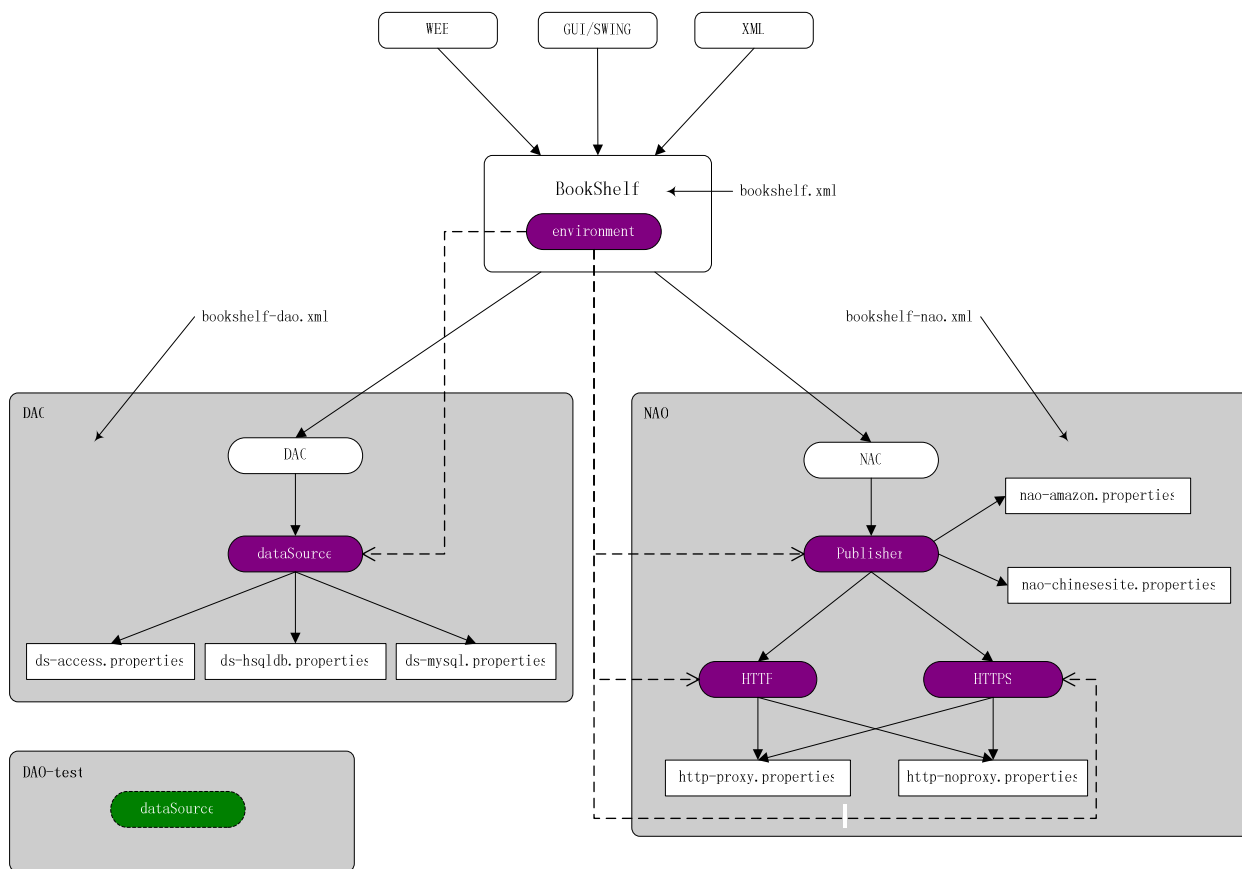 WEB
GUI/SWING
XML
BookShelf
bookshelf.xml
environment
bookshelf-dao.xml
bookshelf-nao.xml
DAO
NAO
DAO
NAO
nao-amazon.properties
dataSource
Publisher
nao-chinesesite.properties
ds-access.properties
ds-hsqldb.properties
ds-mysql.properties
HTTP
HTTPS
http-proxy.properties
http-noproxy.properties
DAO-test
dataSource